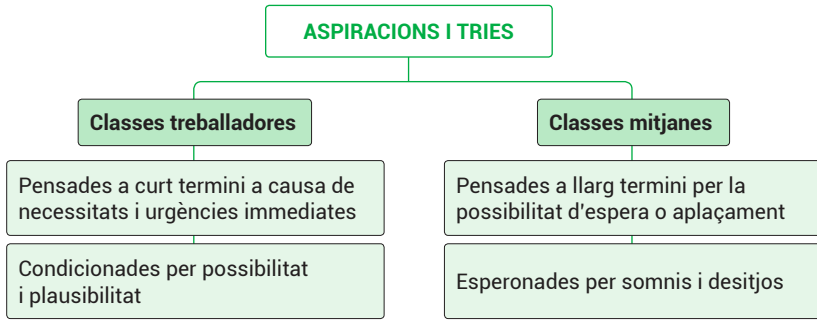 ASPIRACIONS I TRIES
Classes treballadores
Pensades a curt termini a causa de
necessitats i urgències immediates
Condicionades per possibilitat
i plausibilitat
Classes mitjanes
Pensades a llarg termini per la
possibilitat d'espera o aplaçament
Esperonades per somnis i desitjos